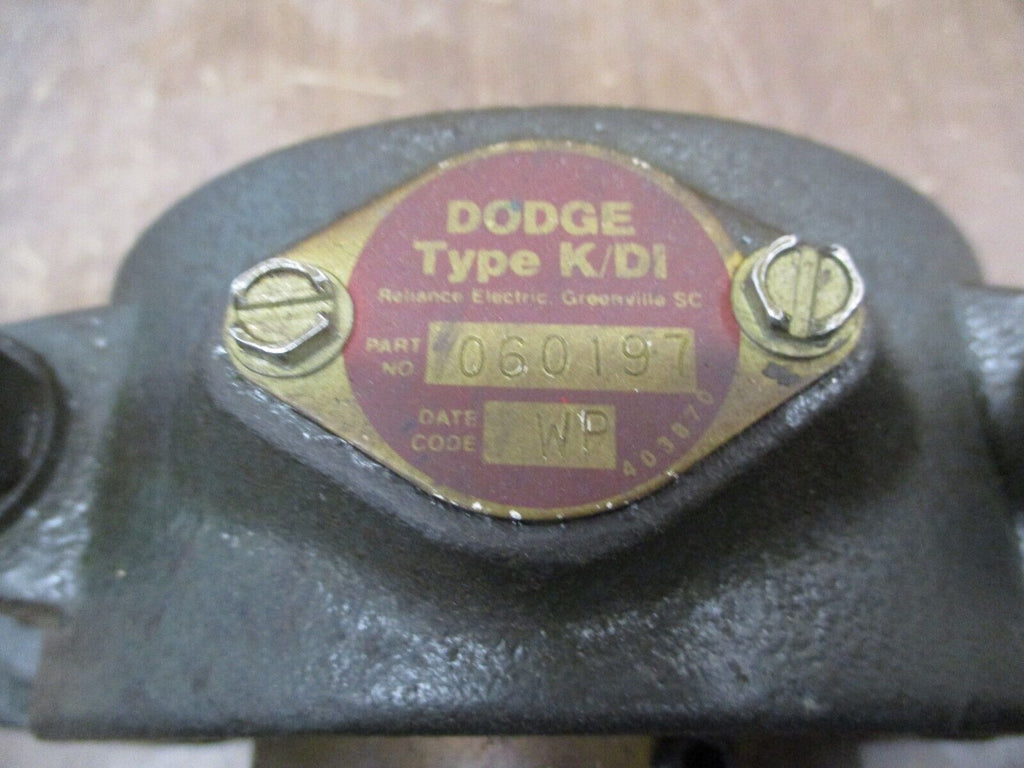 DODGE
Type K/DI
Reliance Electric, Greenville SC
PART NO 060197
DATE CODE WP
403870